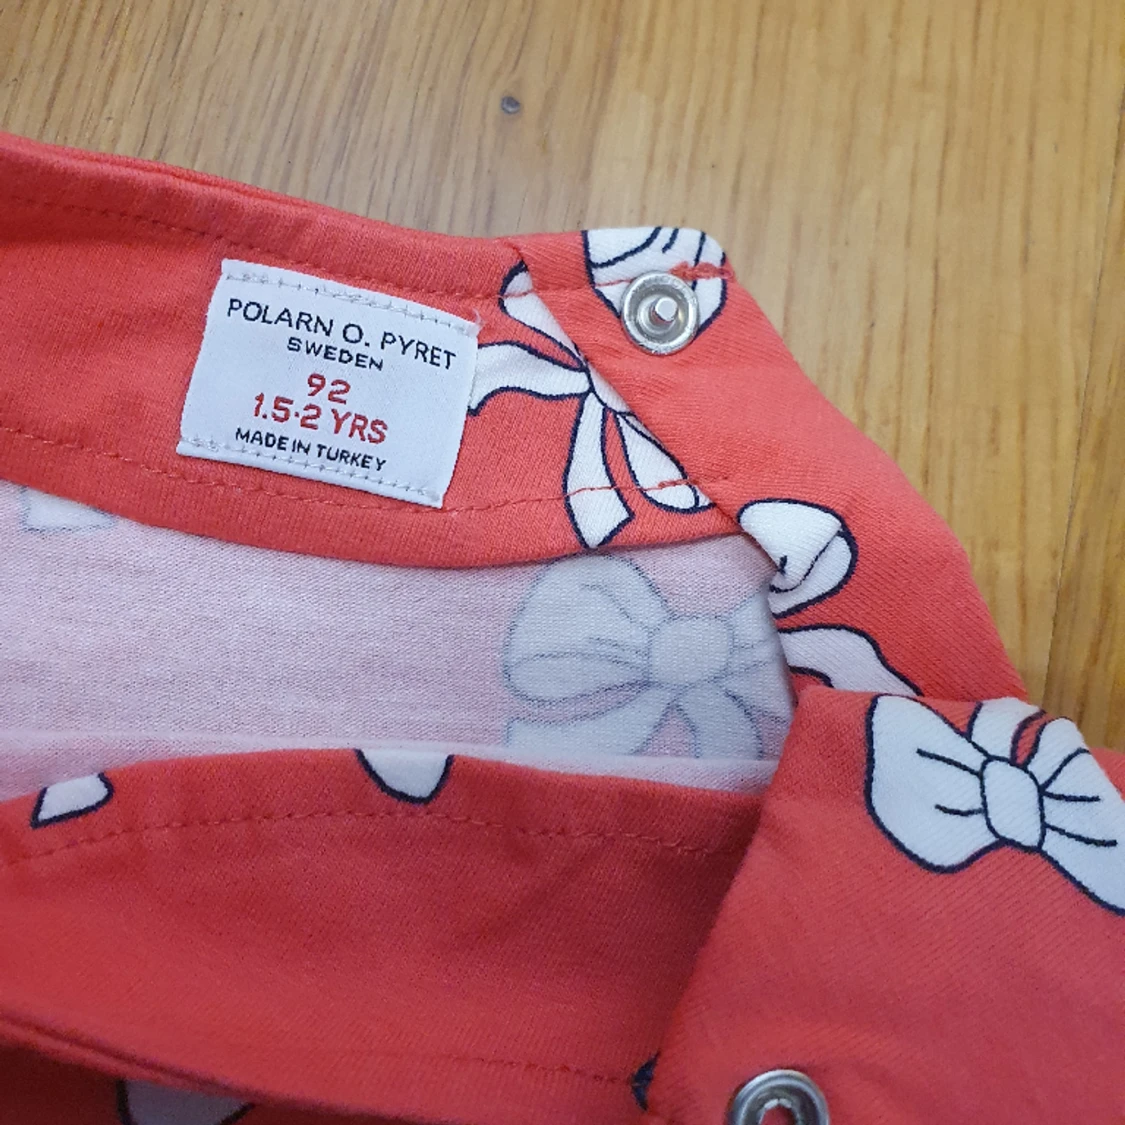 POLARN O. PYRET
SWEDEN
92
1.5-2 YRS
MADE IN TURKEY